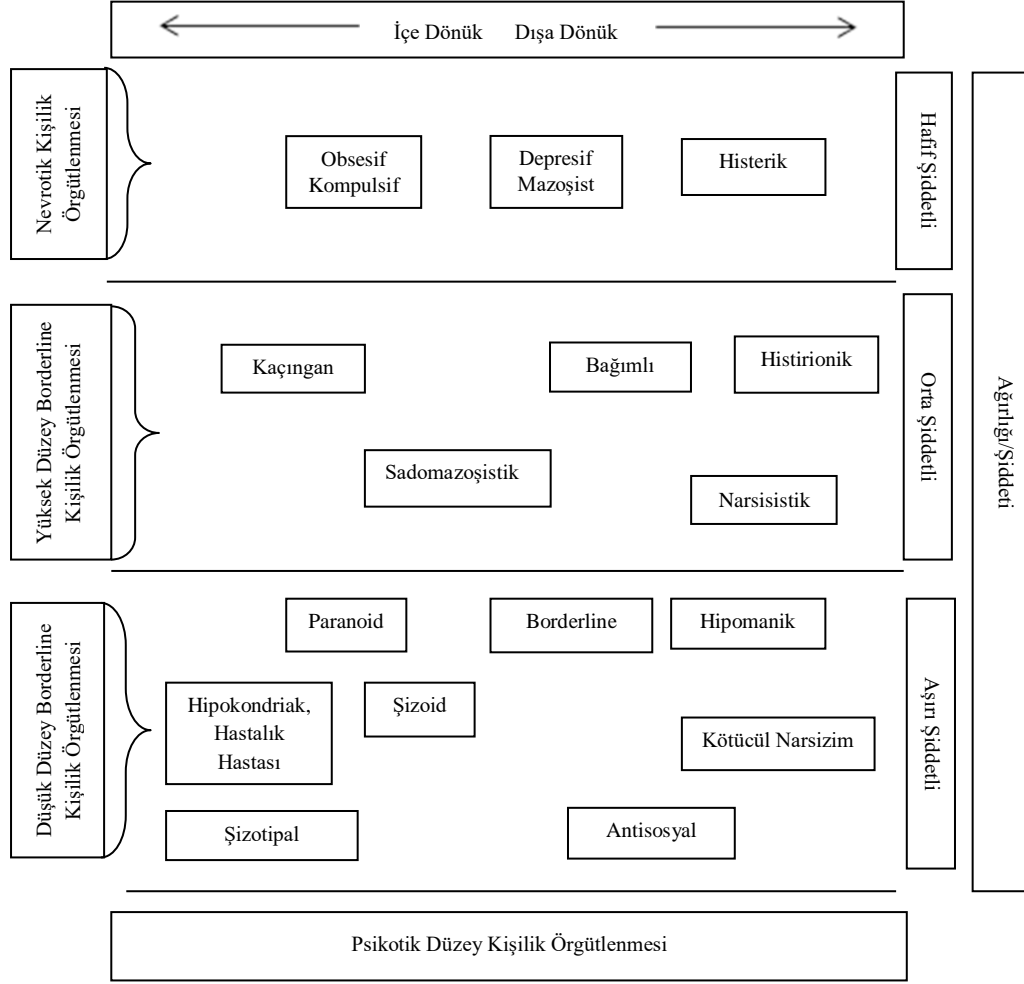 İçe Dönük Dışa Dönük
Nevrotik Kişilik
Örgütlenmesi
Obsesif
Kompulsif
Depresif
Mazoşist
Histerik
Hafif Şiddetli
Yüksek Düzey Borderline
Kişilik Örgütlenmesi
Kaçıngan
Bağımlı
Histirionik
Sadomazoşistik
Narsisistik
Orta Şiddetli
Ağırlığı/Şiddeti
Düşük Düzey Borderline
Kişilik Örgütlenmesi
Paranoid
Borderline
Hipomanik
Hipokondriak,
Hastalık
Hastası
Şizoid
Kötücül Narsizim
Şizotipal
Antisosyal
Aşırı Şiddetli
Psikotik Düzey Kişilik Örgütlenmesi